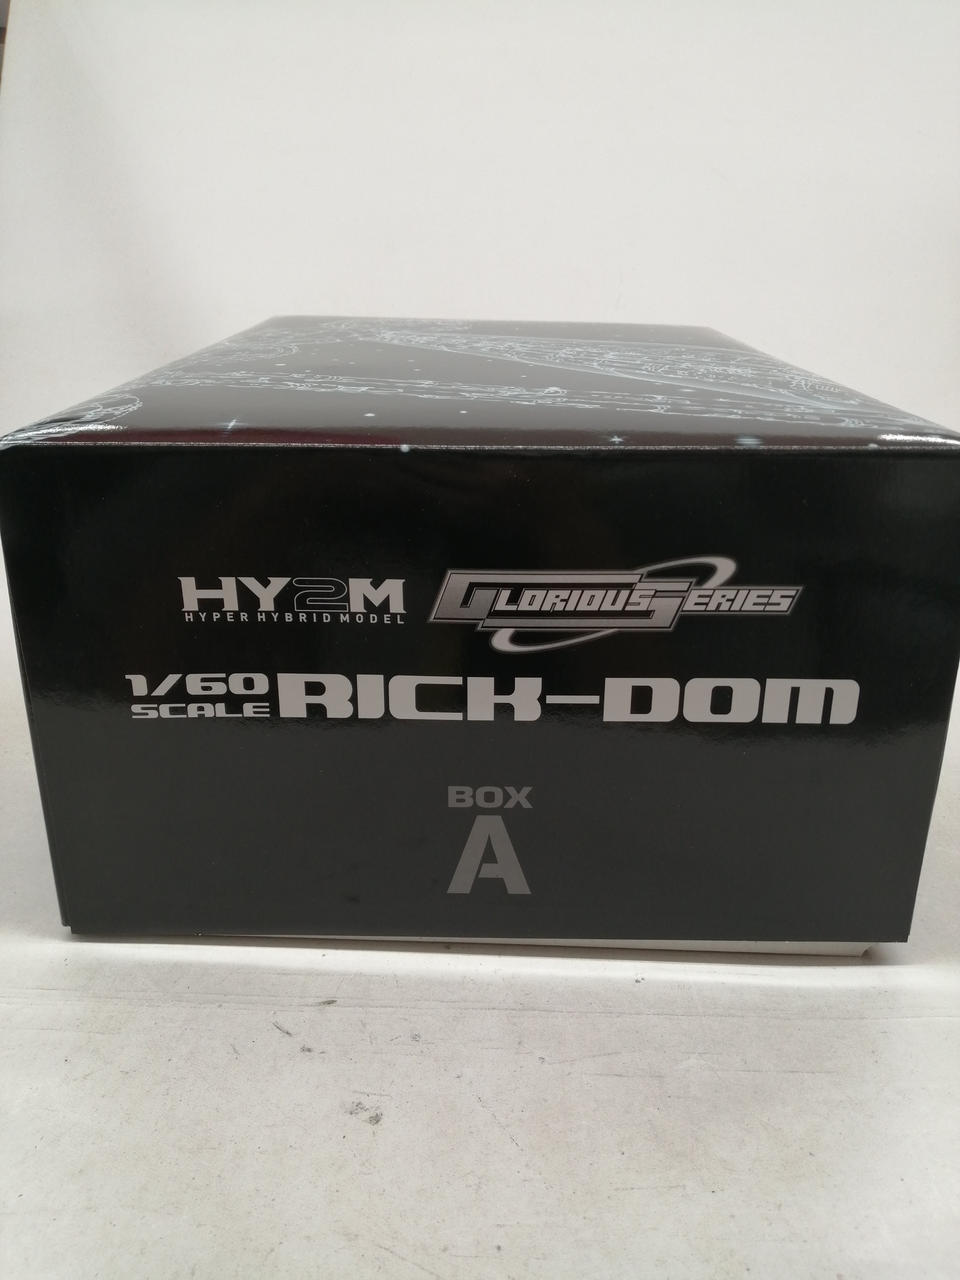 HY2M
HYPER HYBRID MODEL
GLORIOUS SERIES
1/60
SCALE
RICK-DOM
BOX
A